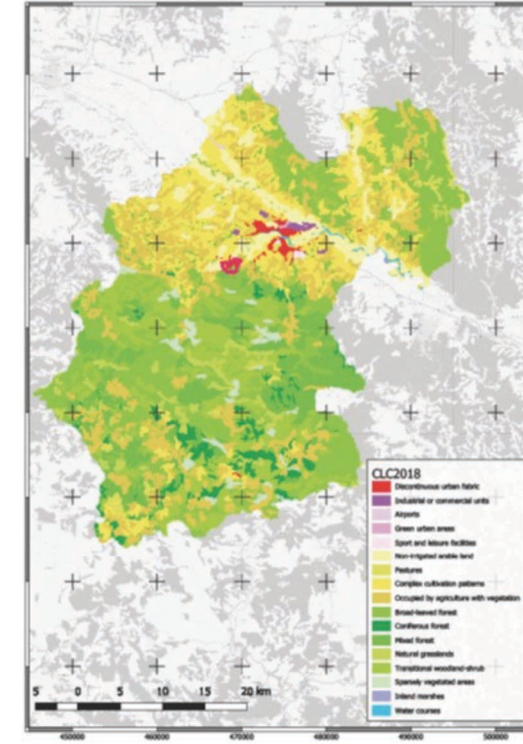 CLC2018
Discontinuous urban fabric
Industrial or commercial units
Airports
Green urban areas
Sport and leisure facilities
Non-irrigated arable land
Pastures
Complex cultivation patterns
Occupied by agriculture with vegetation
Broad-leaved forest
Coniferous forest
Mixed forest
Natural grasslands
Transitional woodland-shrub
Sparsely vegetated areas
Inland marshes
Water courses
5 0 5 10 15 20 km
450000 460000 470000 480000 490000 500000